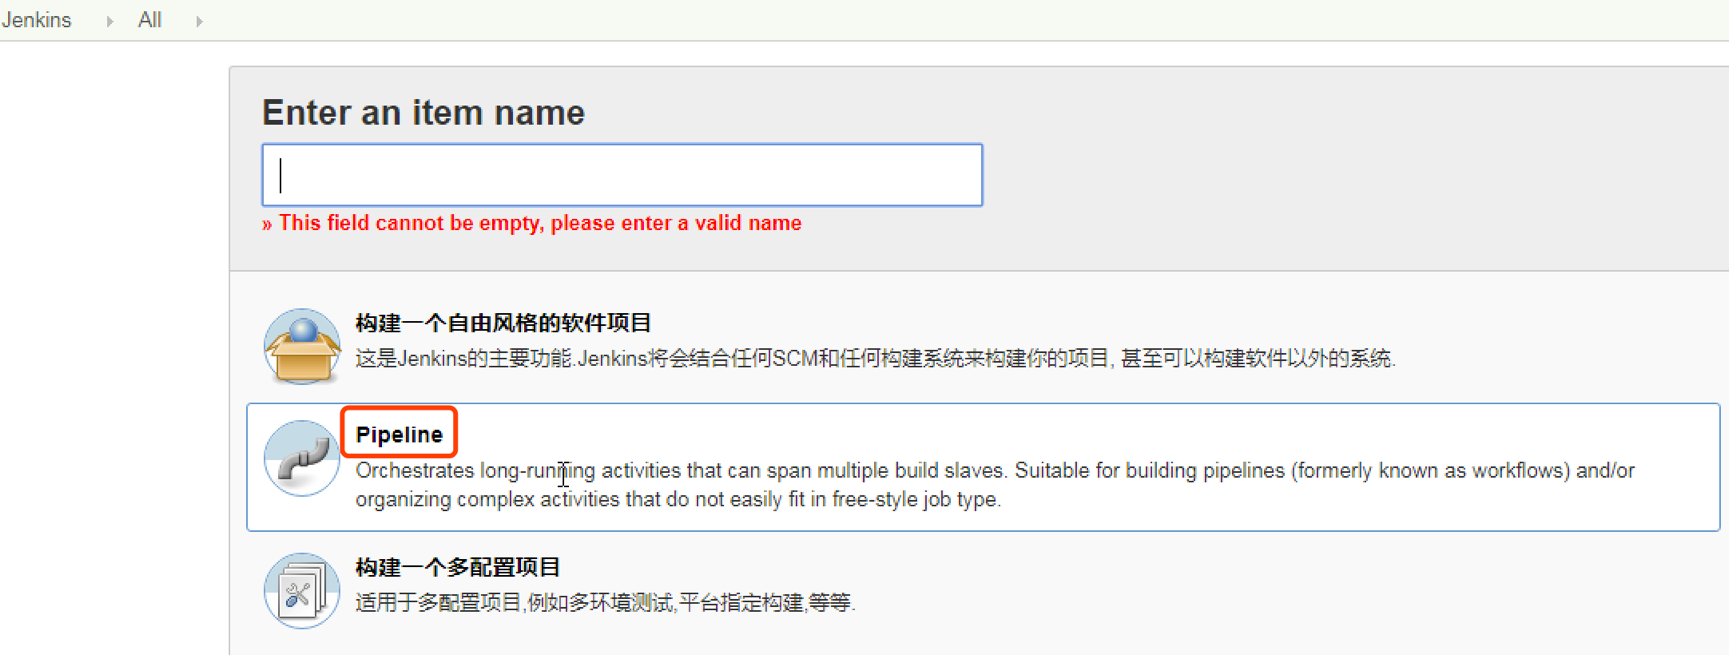 Jenkins All
Enter an item name
» This field cannot be empty, please enter a valid name
构建一个自由风格的软件项目
这是Jenkins的主要功能.Jenkins将会结合任何SCM和任何构建系统来构建你的项目, 甚至可以构建软件以外的系统.
Pipeline
Orchestrates long-running activities that can span multiple build slaves. Suitable for building pipelines (formerly known as workflows) and/or
organizing complex activities that do not easily fit in free-style job type.
构建一个多配置项目
适用于多配置项目,例如多环境测试,平台指定构建,等等.